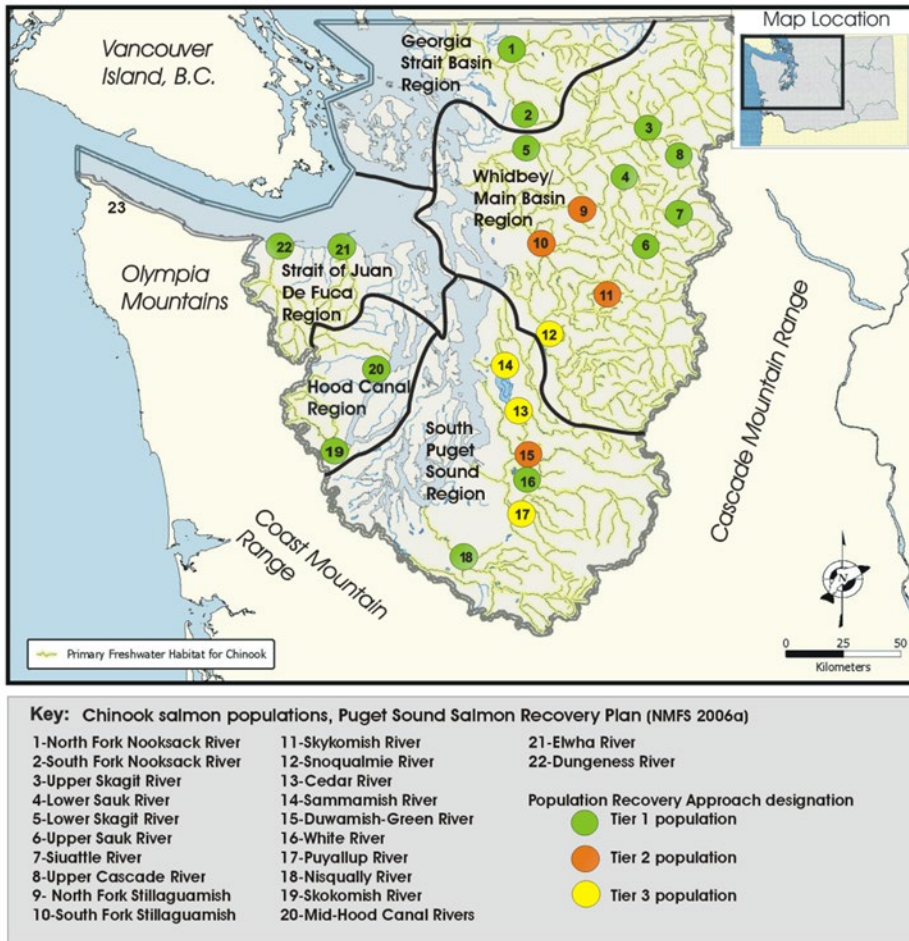 Map Location
Vancouver
Island, B.C.
Georgia
Strait Basin
Region
1
2
3
5
8
4
Whidbey/
Main Basin
Region
9
7
23
10
6
22
21
Olympia
Mountains
Strait of Juan
De Fuca
Region
11
12
14
20
Hood Canal
Region
13
Cascade Mountain Range
South
Puget
Sound
Region
19
15
16
17
Coast Mountain
Range
18
N
Primary Freshwater Habitat for Chinook
0 25 50
Kilometers
Key: Chinook salmon populations, Puget Sound Salmon Recovery Plan (NMFS 2006a)
1-North Fork Nooksack River
2-South Fork Nooksack River
3-Upper Skagit River
4-Lower Sauk River
5-Lower Skagit River
6-Upper Sauk River
7-Siuattle River
8-Upper Cascade River
9- North Fork Stillaguamish
10-South Fork Stillaguamish
11-Skykomish River
12-Snoqualmie River
13-Cedar River
14-Sammamish River
15-Duwamish-Green River
16-White River
17-Puyallup River
18-Nisqually River
19-Skokomish River
20-Mid-Hood Canal Rivers
21-Elwha River
22-Dungeness River
Population Recovery Approach designation
Tier 1 population
Tier 2 population
Tier 3 population